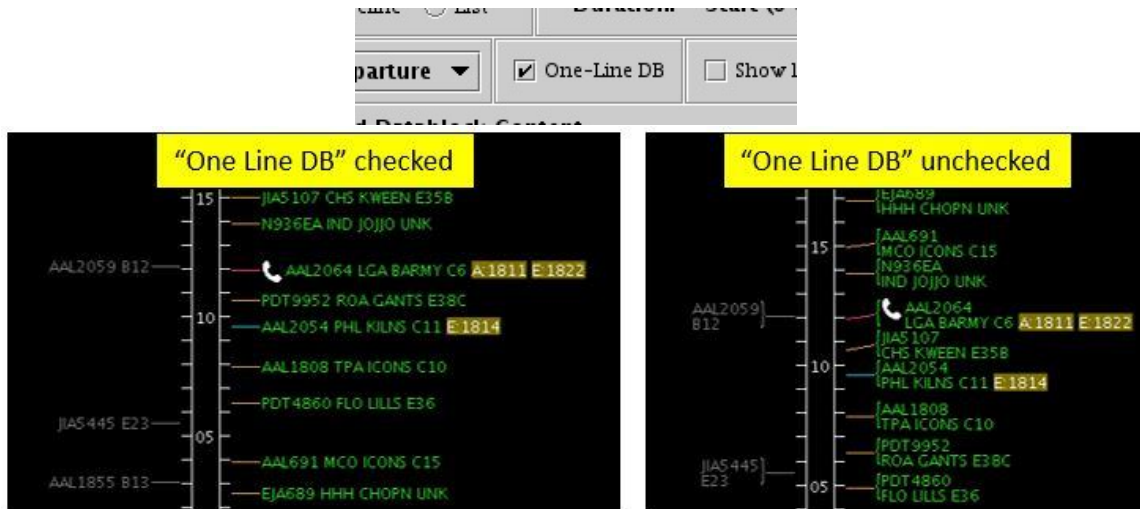 parture
One-Line DB
Show
"One Line DB" checked
15
JIA5107 CHS KWEEN E35B
N936EA IND JOJJO UNK
AAL2059 B12
AAL2064 LGA BARMY C6 A:1811 E:1822
PDT9952 ROA GANTS E38C
10
AAL2054 PHL KILNS C11 E:1814
AAL1808 TPA ICONS C10
PDT4860 FLO LILLS E36
JIA5445 E23
05
AAL691 MCO ICONS C15
AAL1855 B13
EJA689 HHH CHOPN UNK
"One Line DB" unchecked
EJA689
HHH CHOPN UNK
AAL691
15
MCO ICONS C15
N936EA
IND JOJJO UNK
AAL2059
B12
AAL2064
LGA BARMY C6 A:1811 E:1822
JIA5107
CHS KWEEN E35B
10
AAL2054
PHL KILNS C11 E:1814
AAL1808
TPA ICONS C10
PDT9952
ROA GANTS E38C
JIA5445
E23
05
PDT4860
FLO LILLS E36